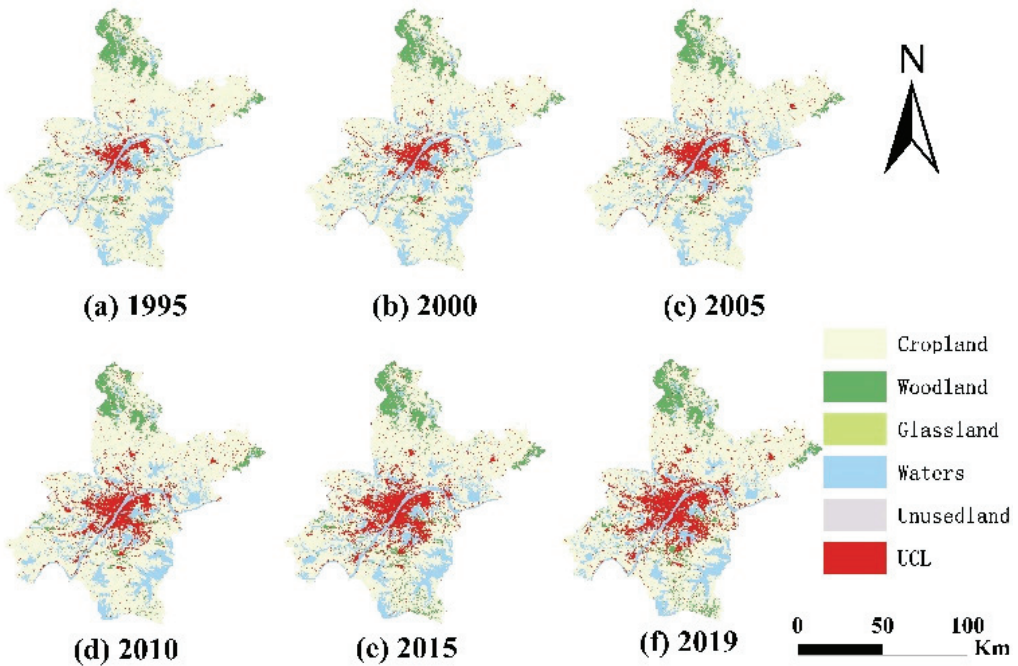 N
(a) 1995
(b) 2000
(c) 2005
Cropland
Woodland
Glassland
Waters
Unusedland
UCL
(d) 2010
(e) 2015
(f) 2019
0 50 100
Km